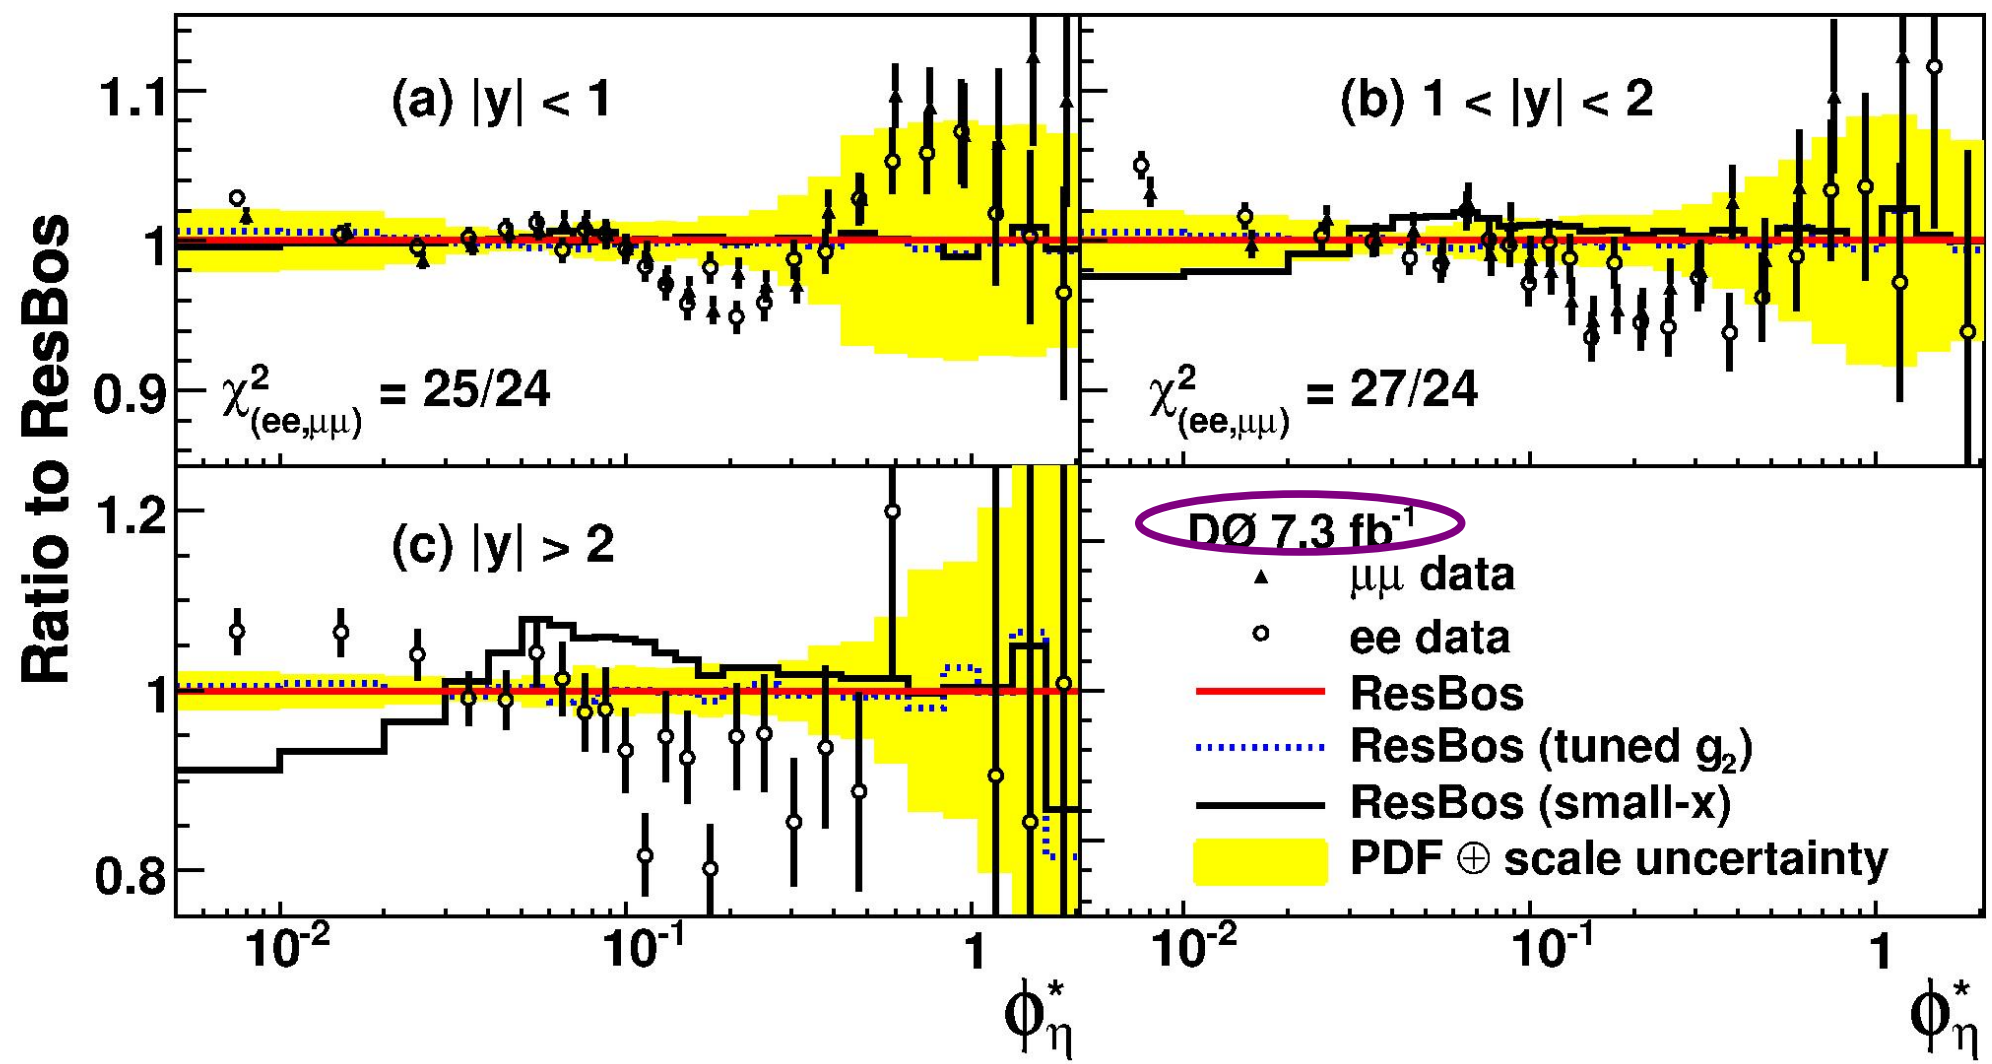 Ratio to ResBos
(a) |y| < 1
1.1
1
0.9
χ²(ee,μμ) = 25/24
(b) 1 < |y| < 2
χ²(ee,μμ) = 27/24
(c) |y| > 2
1.2
1
0.8
DØ 7.3 fb⁻¹
μμ data
ee data
ResBos
ResBos (tuned g₂)
ResBos (small-x)
PDF ⊕ scale uncertainty
10⁻² 10⁻¹ 1
10⁻² 10⁻¹ 1
ϕ*η
ϕ*η